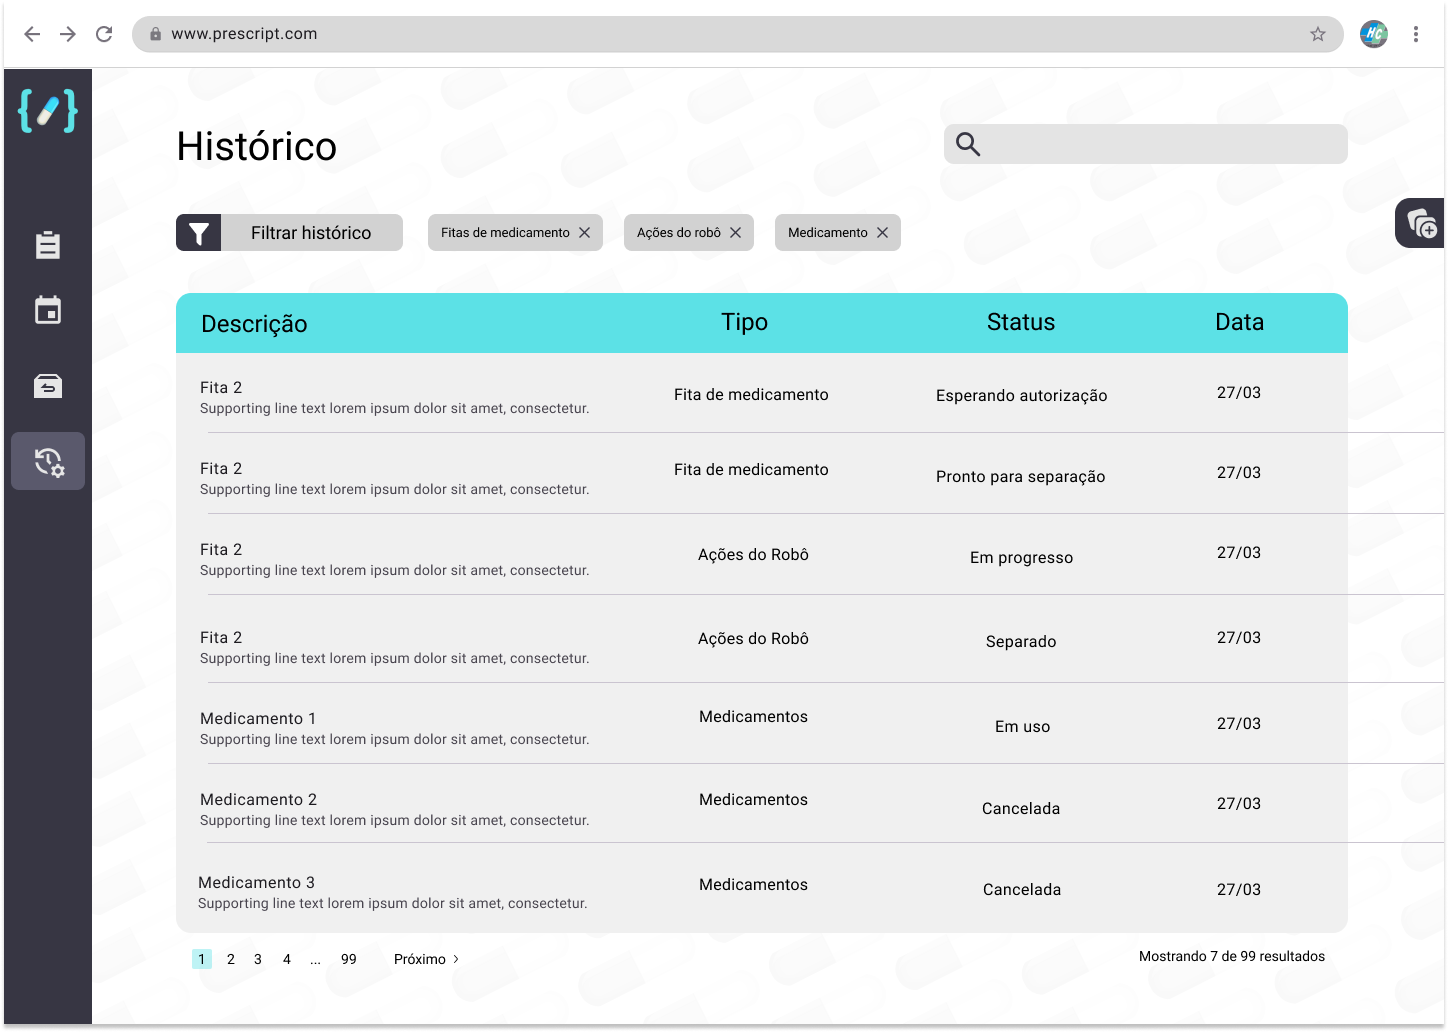 www.prescript.com
HC
Histórico
Filtrar histórico
Fitas de medicamento
Ações do robô
Medicamento
Descrição Tipo Status Data
Fita 2
Supporting line text lorem ipsum dolor sit amet, consectetur.
Fita de medicamento
Esperando autorização
27/03
Fita 2
Supporting line text lorem ipsum dolor sit amet, consectetur.
Fita de medicamento
Pronto para separação
27/03
Fita 2
Supporting line text lorem ipsum dolor sit amet, consectetur.
Ações do Robô
Em progresso
27/03
Fita 2
Supporting line text lorem ipsum dolor sit amet, consectetur.
Ações do Robô
Separado
27/03
Medicamento 1
Supporting line text lorem ipsum dolor sit amet, consectetur.
Medicamentos
Em uso
27/03
Medicamento 2
Supporting line text lorem ipsum dolor sit amet, consectetur.
Medicamentos
Cancelada
27/03
Medicamento 3
Supporting line text lorem ipsum dolor sit amet, consectetur.
Medicamentos
Cancelada
27/03
1 2 3 4 ... 99 Próximo
Mostrando 7 de 99 resultados